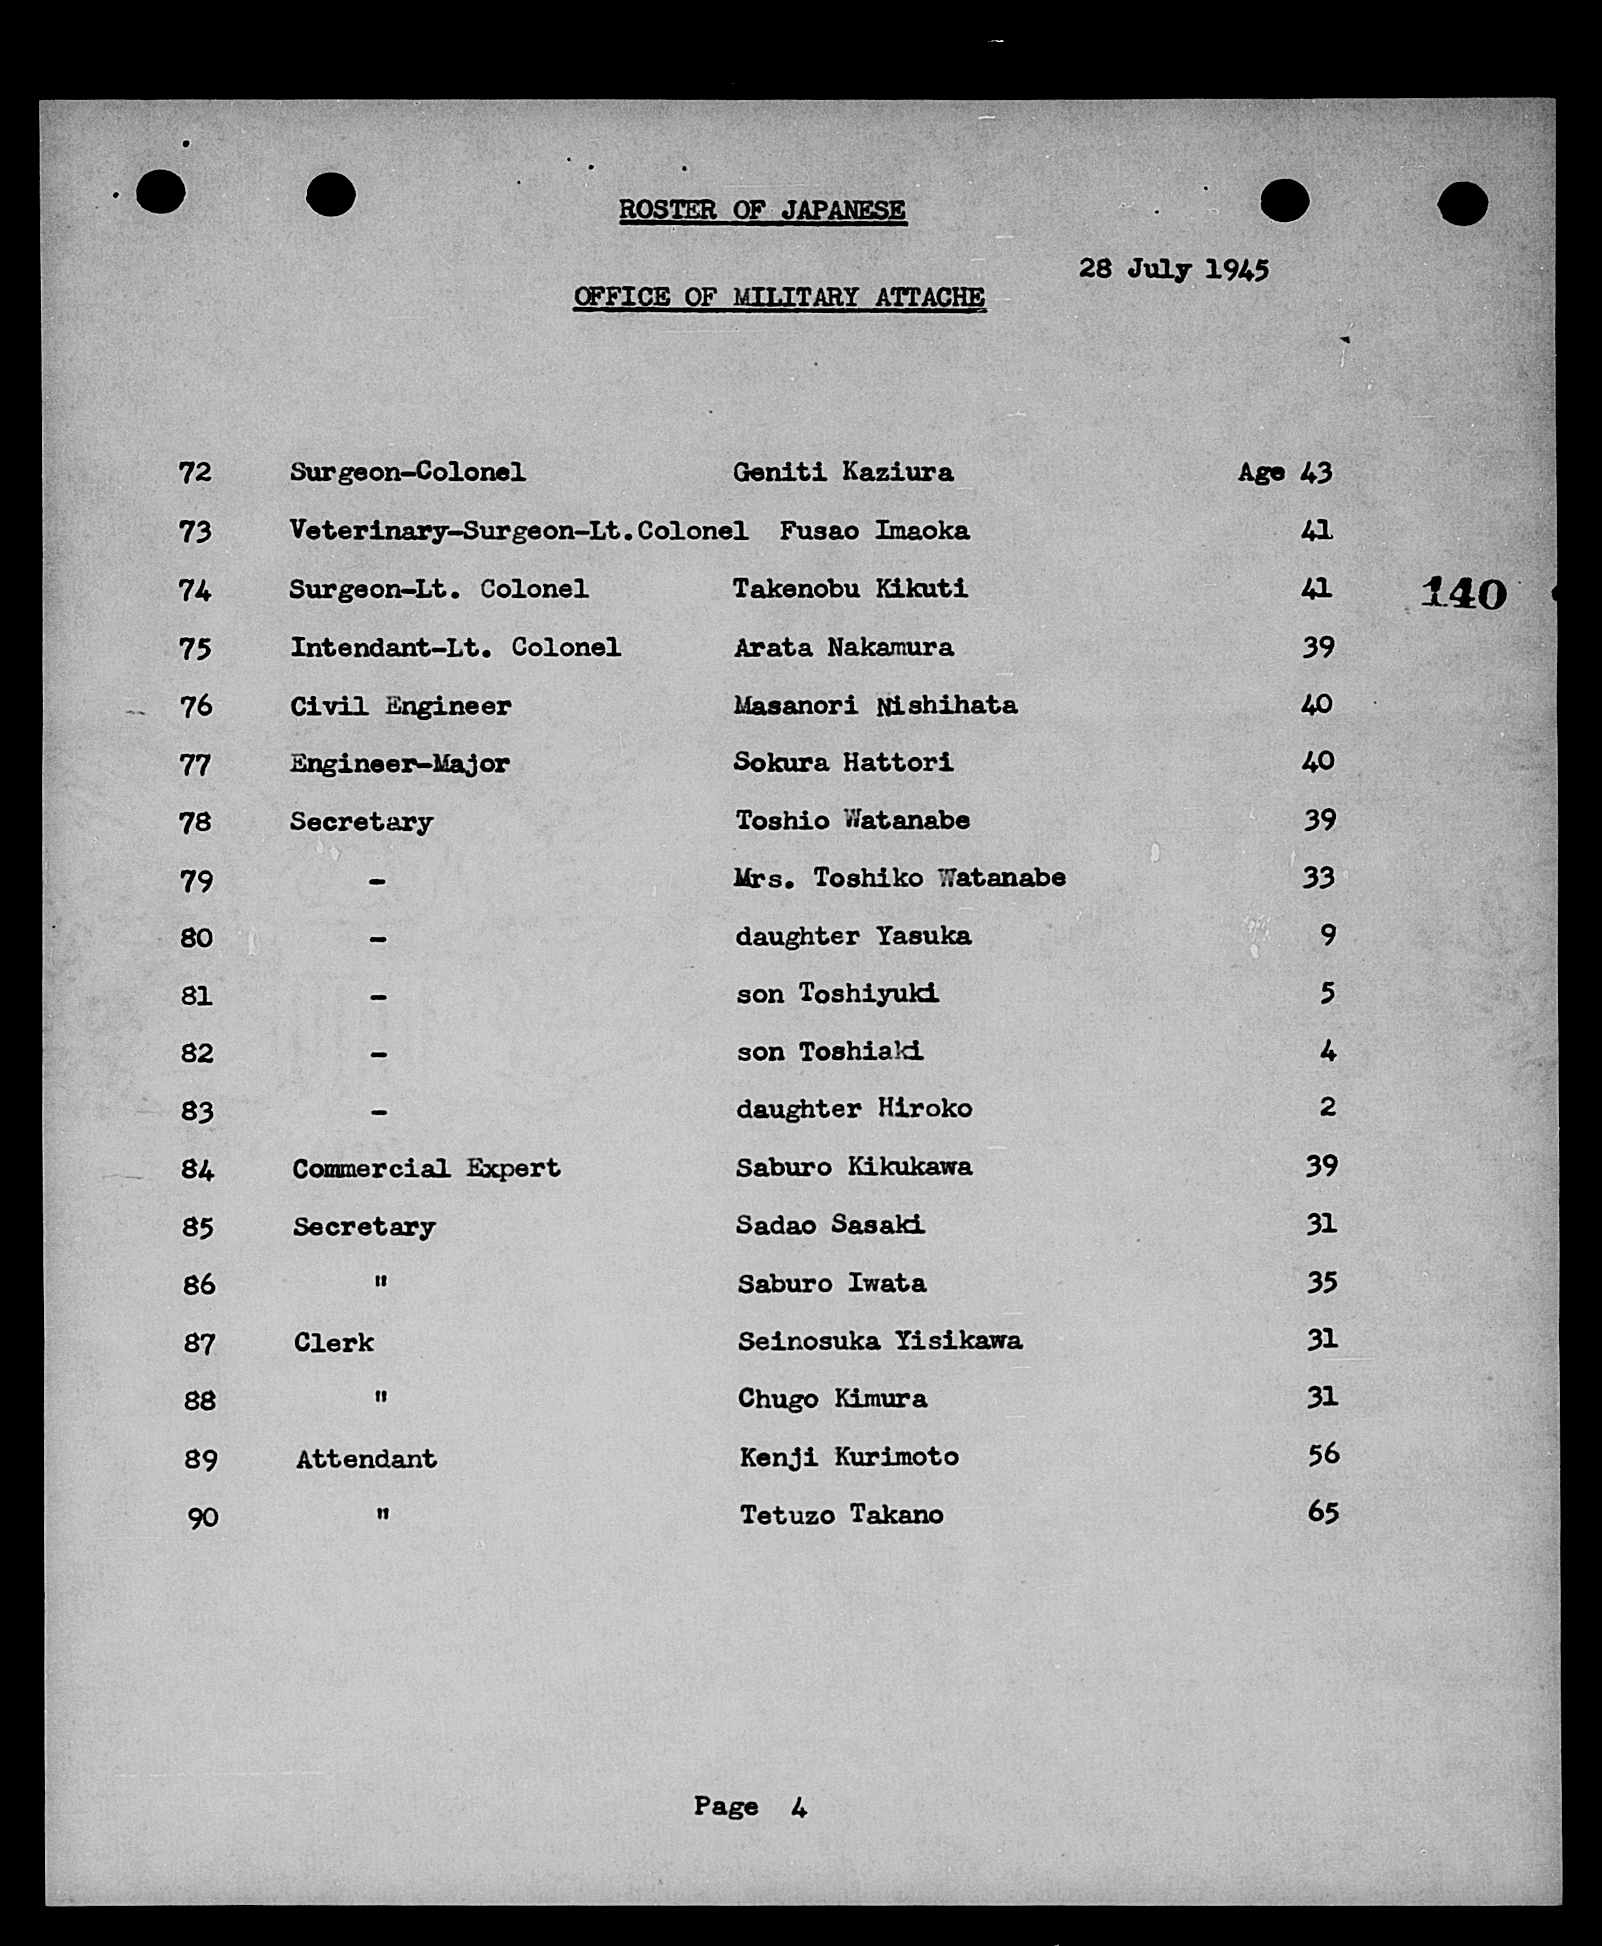 ROSTER OF JAPANESE
28 July 1945
OFFICE OF MILITARY ATTACHE
72 Surgeon-Colonel Geniti Kaziura Age 43
73 Veterinary-Surgeon-Lt.Colonel Fusao Imaoka 41
74 Surgeon-Lt. Colonel Takenobu Kikuti 41 140
75 Intendant-Lt. Colonel Arata Nakamura 39
76 Civil Engineer Masanori Nishihata 40
77 Engineer-Major Sokura Hattori 40
78 Secretary Toshio Watanabe 39
79 - Mrs. Toshiko Watanabe 33
80 - daughter Yasuka 9
81 - son Toshiyuki 5
82 - son Toshiaki 4
83 - daughter Hiroko 2
84 Commercial Expert Saburo Kikukawa 39
85 Secretary Sadao Sasaki 31
86 " Saburo Iwata 35
87 Clerk Seinosuka Yisikawa 31
88 " Chugo Kimura 31
89 Attendant Kenji Kurimoto 56
90 " Tetuzo Takano 65
Page 4